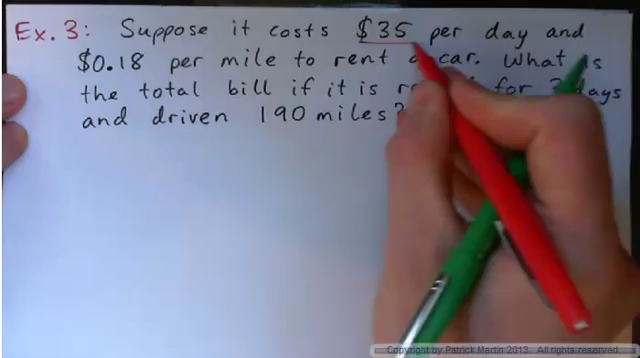 Ex. 3: Suppose it costs $35 per day and
$0.18 per mile to rent a car. What is
the total bill if it is for days
and driven 190 miles?
Copyright by Patrick Martin 2013. All rights reserved.